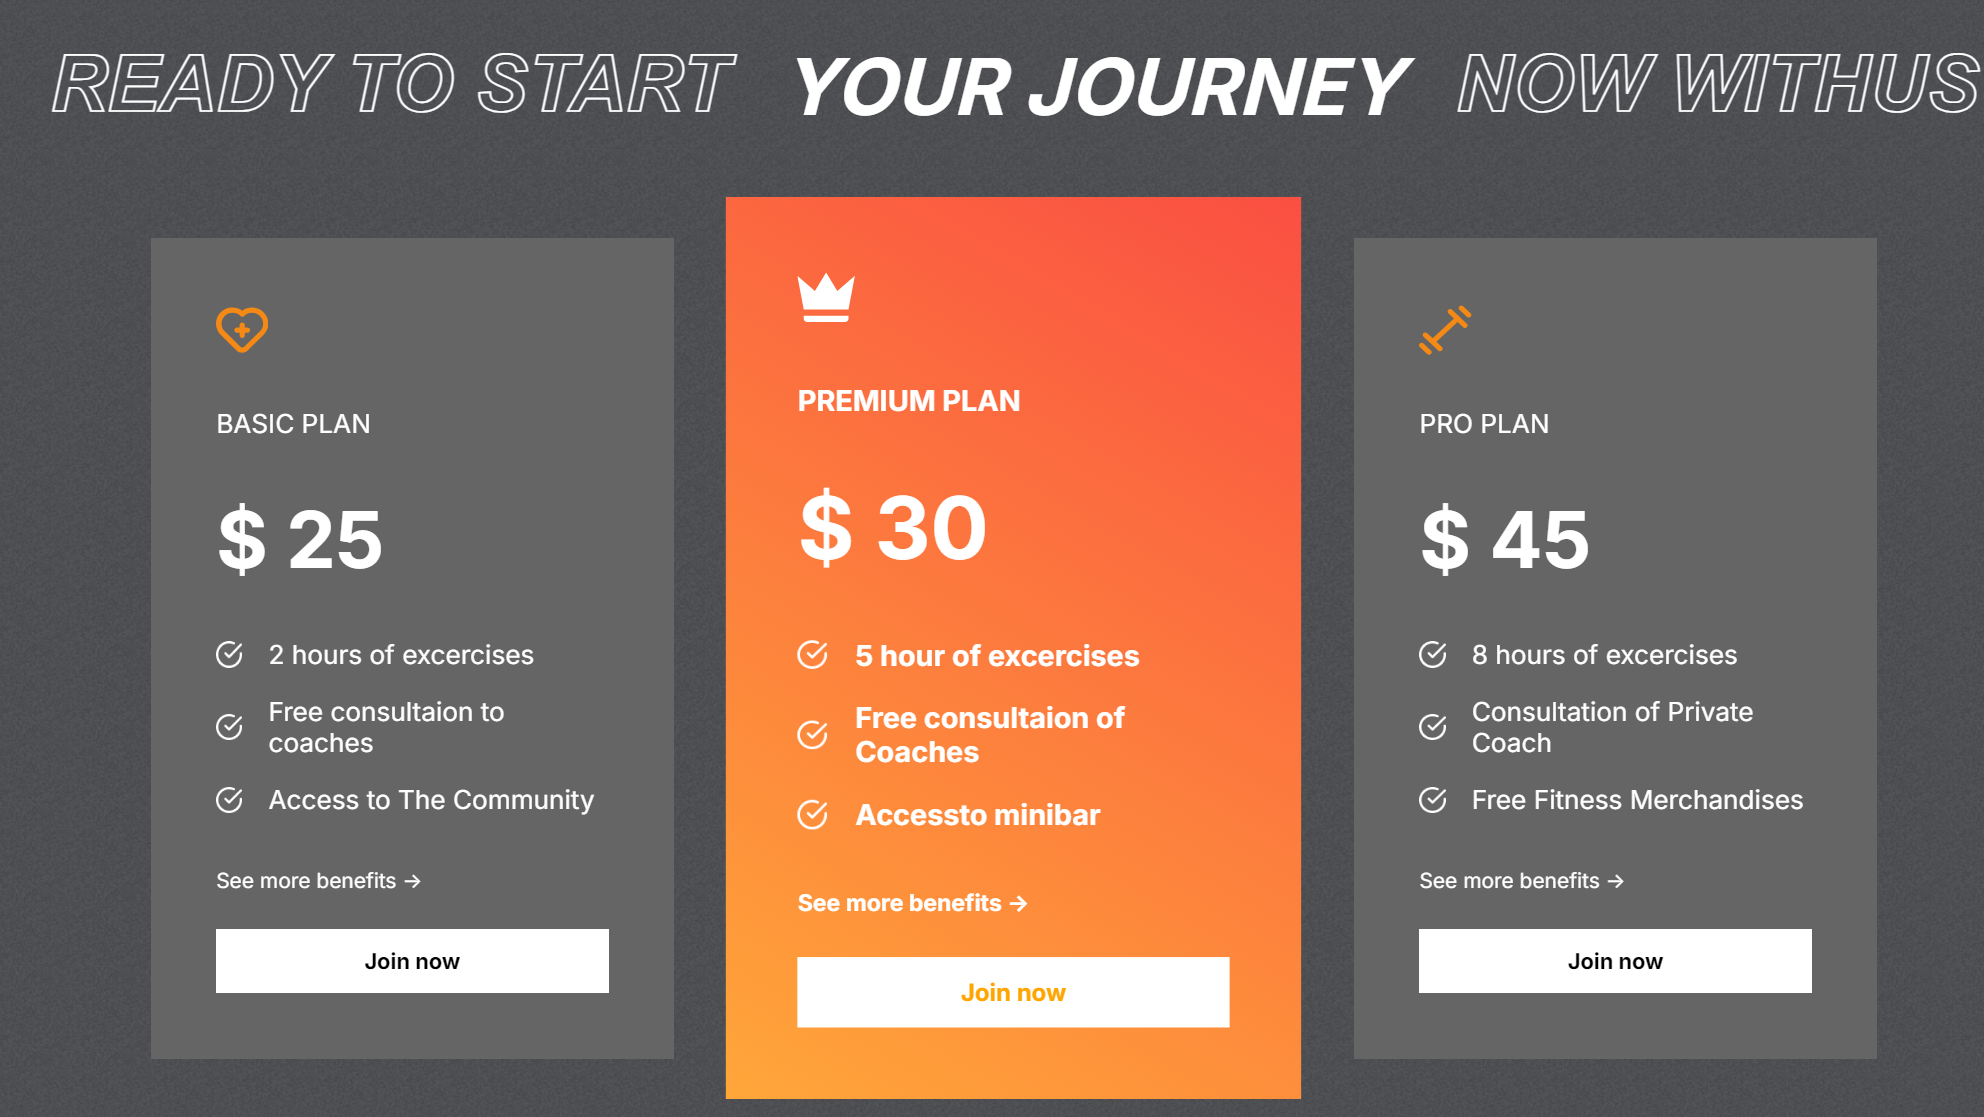 READY TO START YOUR JOURNEY NOW WITHUS
BASIC PLAN
$ 25
2 hours of excercises
Free consultaion to
coaches
Access to The Community
See more benefits →
Join now
PREMIUM PLAN
$ 30
5 hour of excercises
Free consultaion of
Coaches
Accessto minibar
See more benefits →
Join now
PRO PLAN
$ 45
8 hours of excercises
Consultation of Private
Coach
Free Fitness Merchandises
See more benefits →
Join now